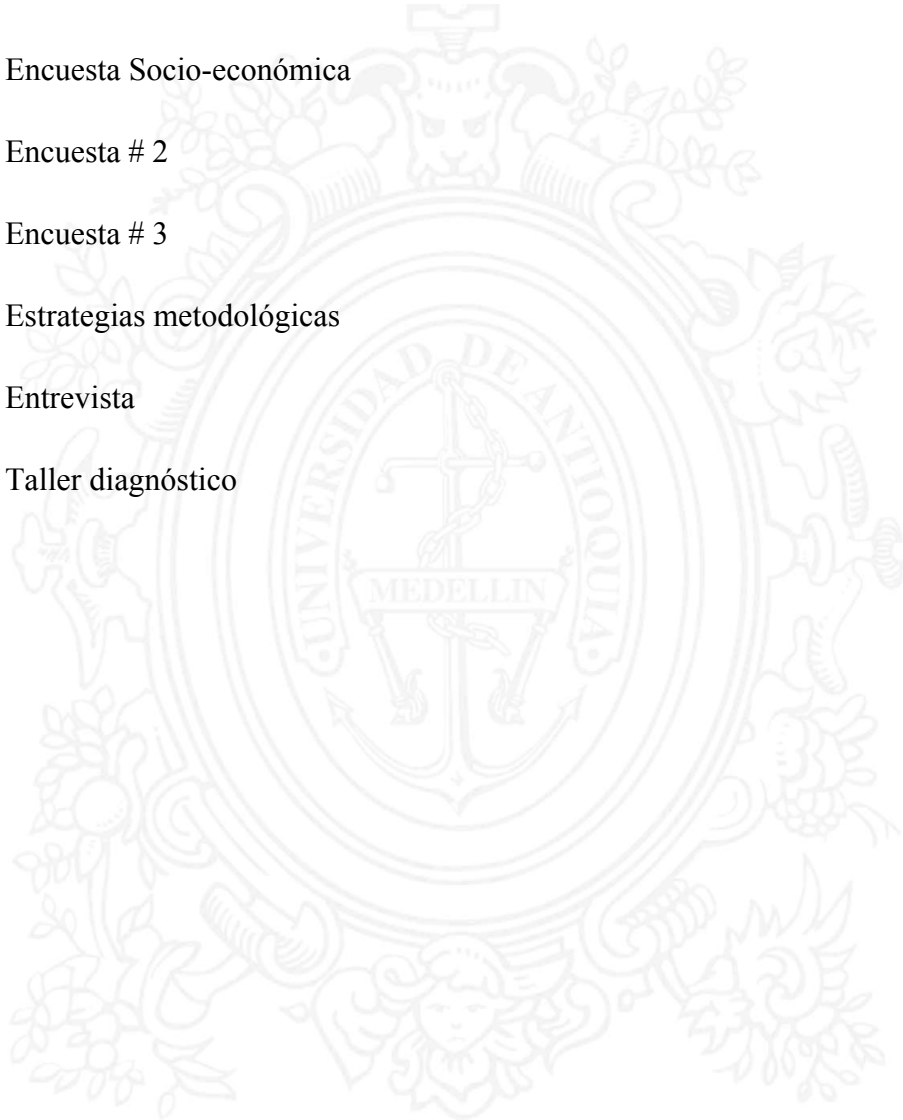 Encuesta Socio-económica
Encuesta # 2
Encuesta # 3
Estrategias metodológicas
Entrevista
Taller diagnóstico
UNIVERSIDAD DE ANTIOQUIA
MEDELLIN